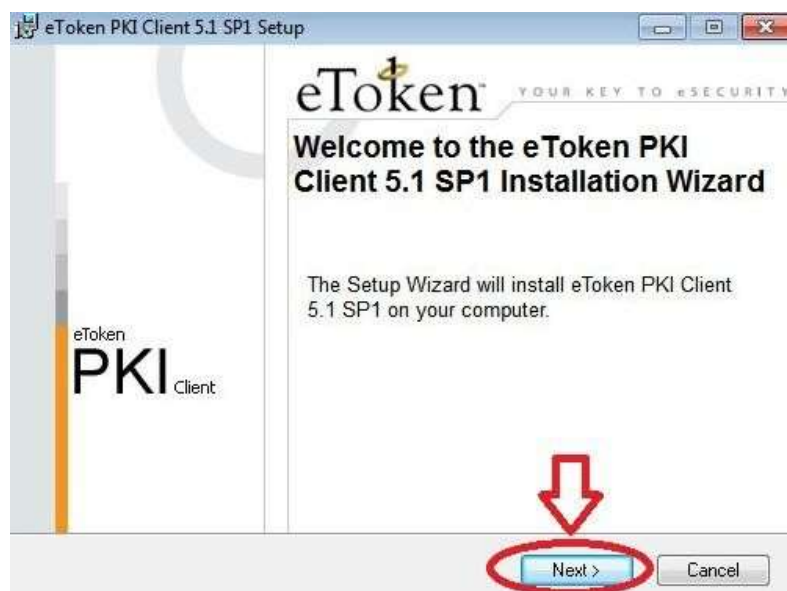 eToken PKI Client 5.1 SP1 Setup
eToken™ YOUR KEY TO eSECURITY
Welcome to the eToken PKI
Client 5.1 SP1 Installation Wizard
The Setup Wizard will install eToken PKI Client
5.1 SP1 on your computer.
eToken
PKI Client
Next >
Cancel